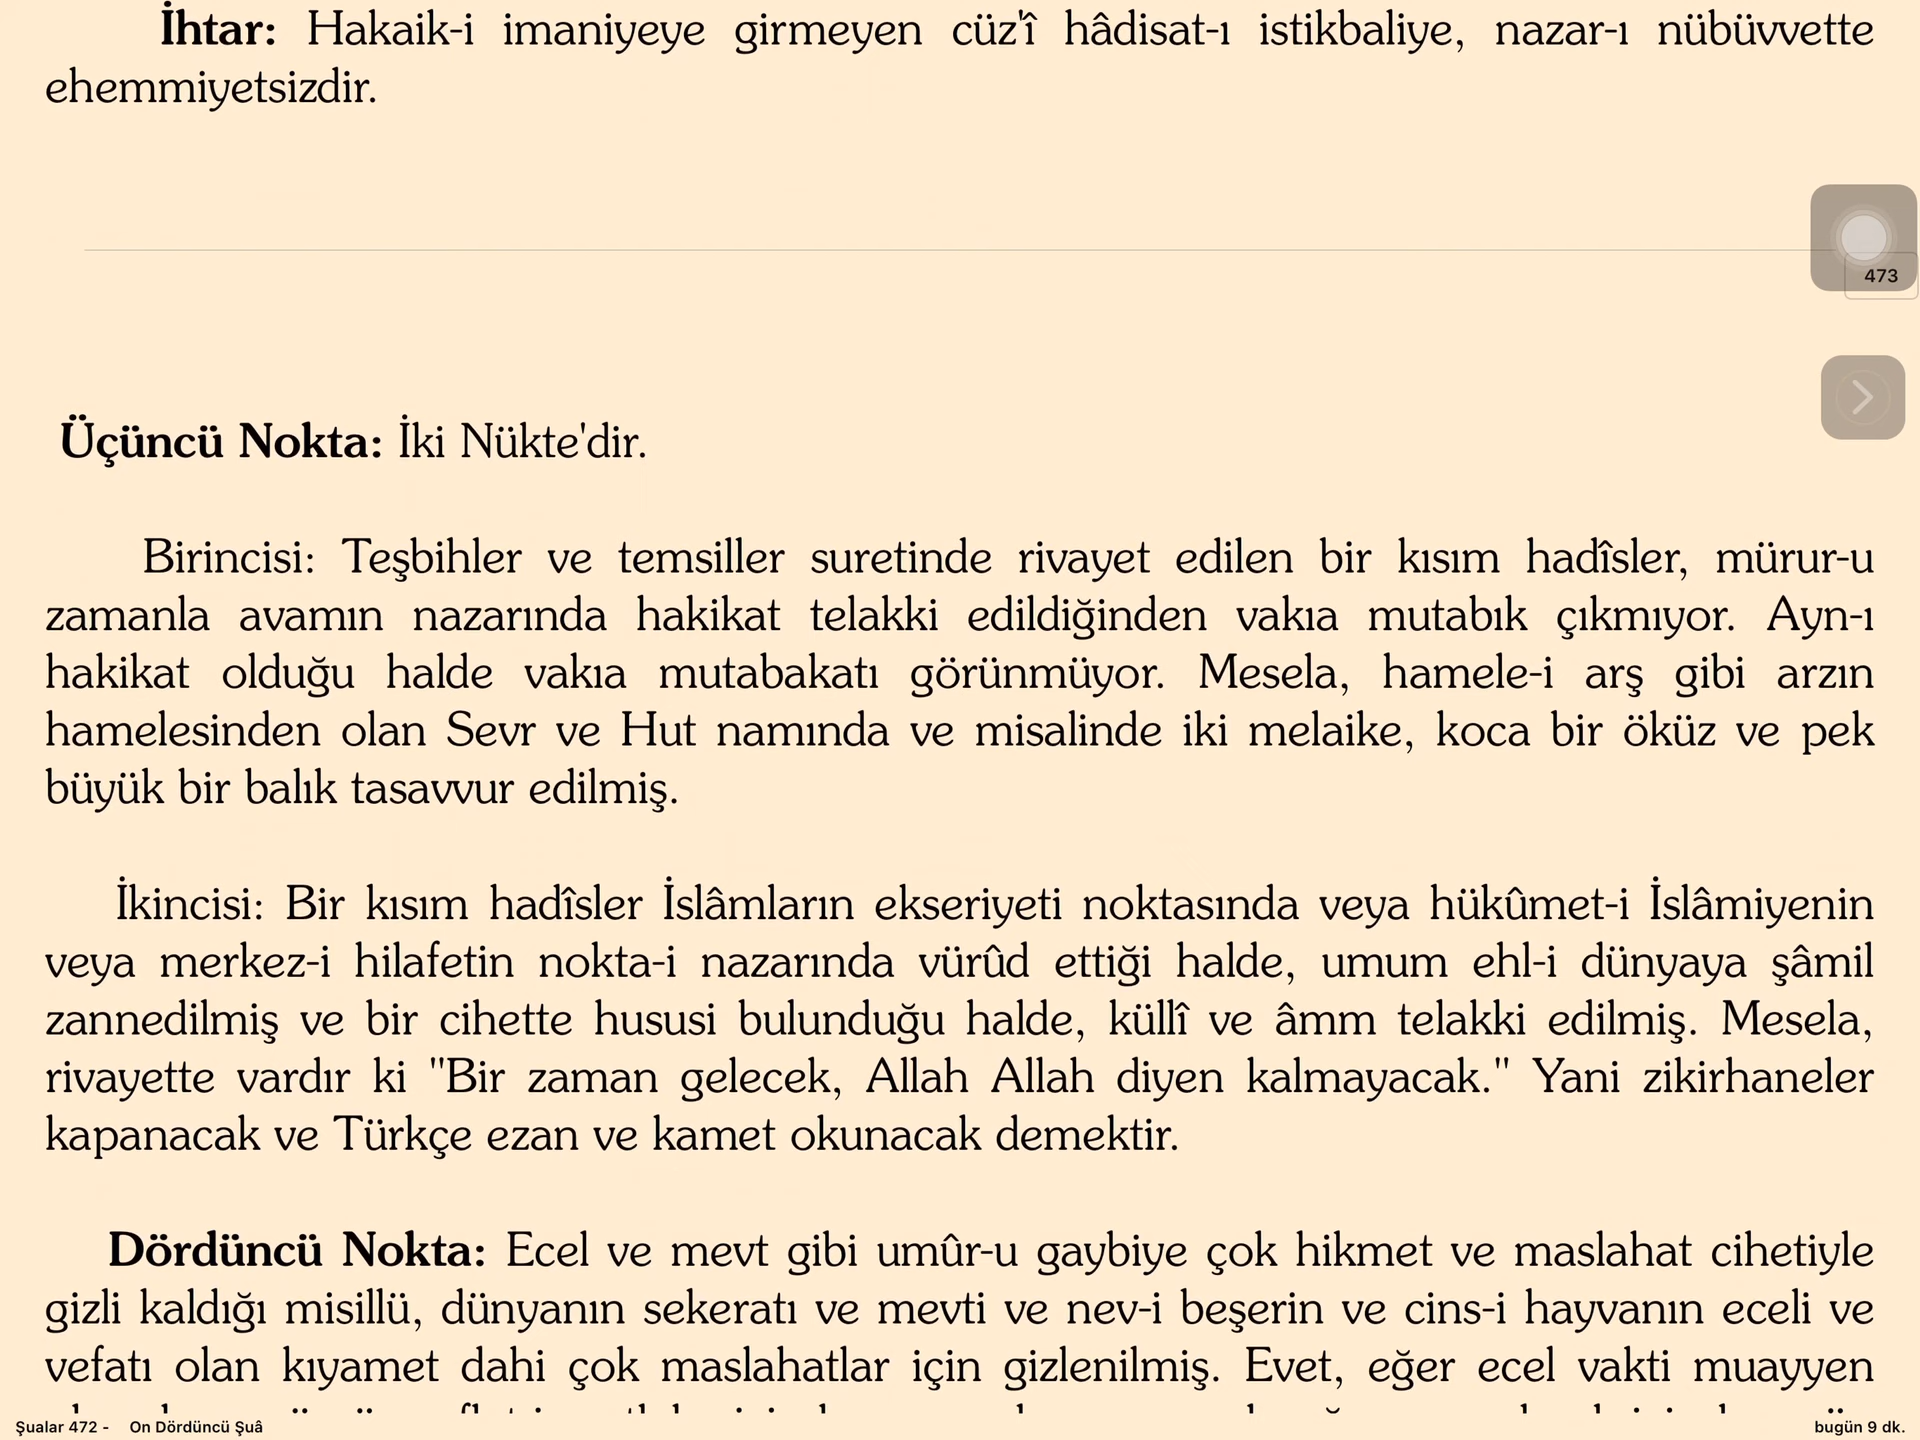 İhtar: Hakaik-i imaniyeye girmeyen cüz'î hâdisat-ı istikbaliye, nazar-ı nübüvvette
ehemmiyetsizdir.
473
Üçüncü Nokta: İki Nükte'dir.
Birincisi: Teşbihler ve temsiller suretinde rivayet edilen bir kısım hadîsler, mürur-u
zamanla avamın nazarında hakikat telakki edildiğinden vakıa mutabık çıkmıyor. Ayn-ı
hakikat olduğu halde vakıa mutabakatı görünmüyor. Mesela, hamele-i arş gibi arzın
hamelesinden olan Sevr ve Hut namında ve misalinde iki melaike, koca bir öküz ve pek
büyük bir balık tasavvur edilmiş.
İkincisi: Bir kısım hadîsler İslâmların ekseriyeti noktasında veya hükûmet-i İslâmiyenin
veya merkez-i hilafetin nokta-i nazarında vürûd ettiği halde, umum ehl-i dünyaya şâmil
zannedilmiş ve bir cihette hususi bulunduğu halde, küllî ve âmm telakki edilmiş. Mesela,
rivayette vardır ki "Bir zaman gelecek, Allah Allah diyen kalmayacak." Yani zikirhaneler
kapanacak ve Türkçe ezan ve kamet okunacak demektir.
Dördüncü Nokta: Ecel ve mevt gibi umûr-u gaybiye çok hikmet ve maslahat cihetiyle
gizli kaldığı misillü, dünyanın sekeratı ve mevti ve nev-i beşerin ve cins-i hayvanın eceli ve
vefatı olan kıyamet dahi çok maslahatlar için gizlenilmiş. Evet, eğer ecel vakti muayyen
Şualar 472 - On Dördüncü Şuâ
bugün 9 dk.